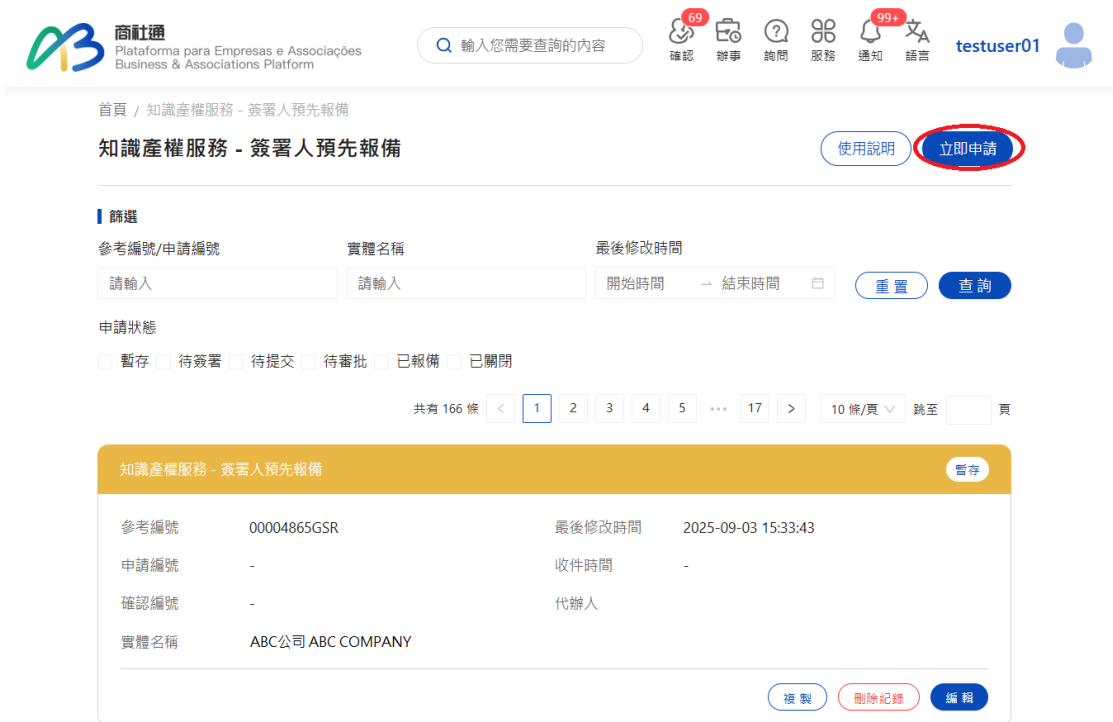 商社通
Plataforma para Empresas e Associações
Business & Associations Platform
輸入您需要查詢的內容
69
99+
確認 辦事 詢問 服務 通知 語言
testuser01
首頁 / 知識產權服務 - 簽署人預先報備
知識產權服務 - 簽署人預先報備
使用說明 立即申請
篩選
參考編號/申請編號 實體名稱 最後修改時間
請輸入 請輸入 開始時間 → 結束時間 重置 查詢
申請狀態
暫存 待簽署 待提交 待審批 已報備 已關閉
共有 166 條 < 1 2 3 4 5 ••• 17 > 10 條/頁 跳至 頁
知識產權服務 - 簽署人預先報備 暫存
參考編號 00004865GSR 最後修改時間 2025-09-03 15:33:43
申請編號 - 收件時間 -
確認編號 - 代辦人
實體名稱 ABC公司 ABC COMPANY
複製 刪除紀錄 編輯